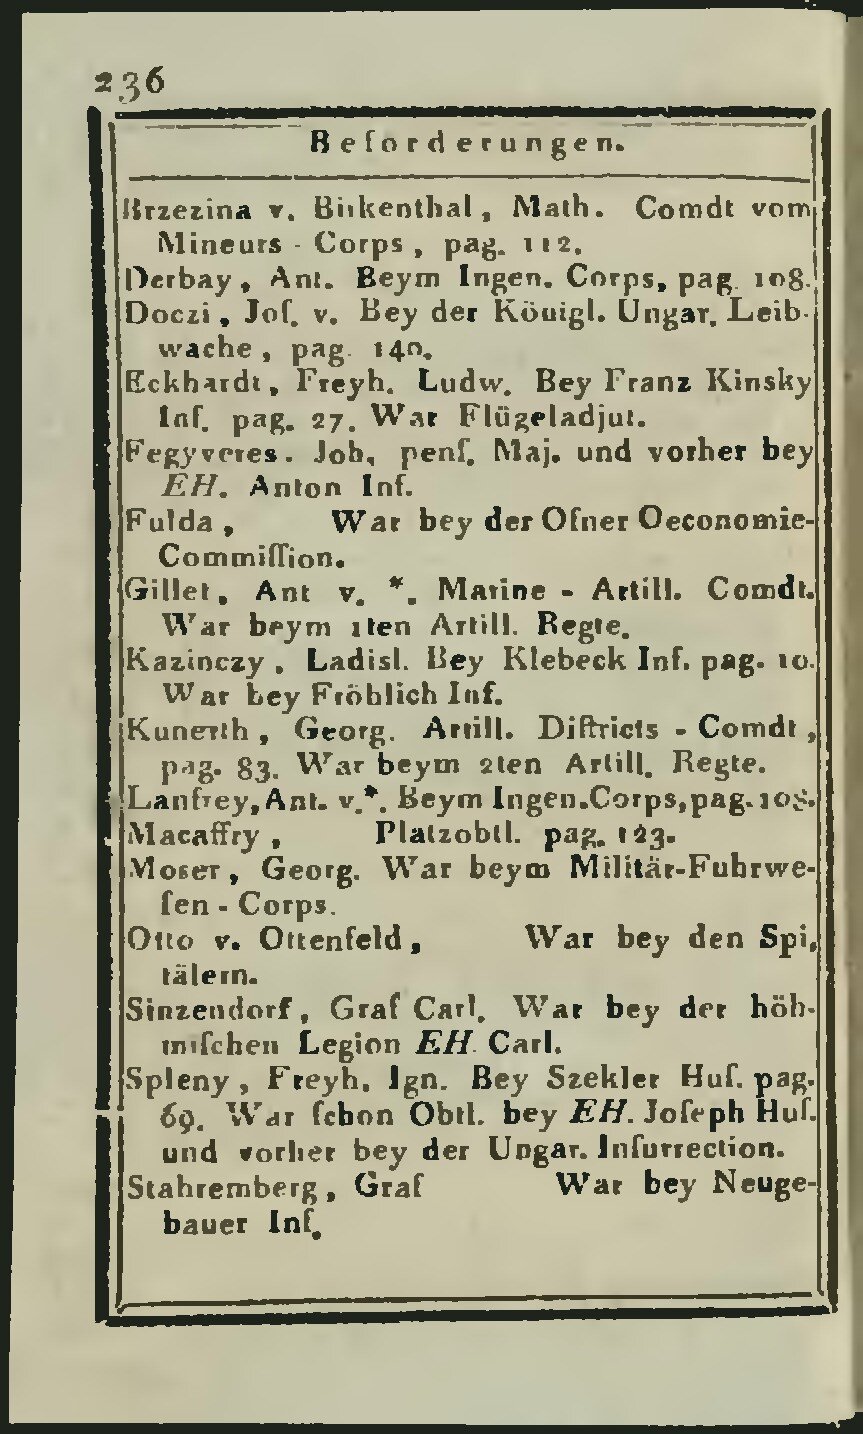 236
Beforderungen.
Brzezina v. Birkenthal, Math. Comdt vom
Mineurs - Corps, pag. 112.
Derbay, Ant. Beym Ingen. Corps, pag. 108.
Doczi, Joſ. v. Bey der Königl. Ungar. Leib-
wache, pag. 140.
Eckhardt, Freyh. Ludw. Bey Franz Kinsky
Inf. pag. 27. War Flügeladjut.
Fegyveres. Joh. penſ. Maj. und vorher bey
EH. Anton Inf.
Fulda, War bey der Ofner Oeconomie-
Commiſſion.
Gillet, Ant v. *. Marine - Artill. Comdt.
War beym 1ten Artill. Regte.
Kazinczy, Ladisl. Bey Klebeck Inf. pag. 10.
War bey Fröhlich Inf.
Kunerth, Georg. Artill. Diſtricts - Comdt,
pag. 83. War beym 2ten Artill. Regte.
Lanfrey, Ant. v.*. Beym Ingen. Corps, pag. 108.
Macaffry, Platzobtl. pag. 123.
Moser, Georg. War beym Militär-Fuhrwe-
ſen - Corps.
Otto v. Ottenfeld, War bey den Spi-
tälern.
Sinzendorf, Graf Carl. War bey der böh-
miſchen Legion EH. Carl.
Spleny, Freyh. Ign. Bey Szekler Huſ. pag.
69. War ſchon Obtl. bey EH. Joſeph Huſ.
und vorher bey der Ungar. Inſurrection.
Stahremberg, Graf War bey Neuge-
bauer Inf.